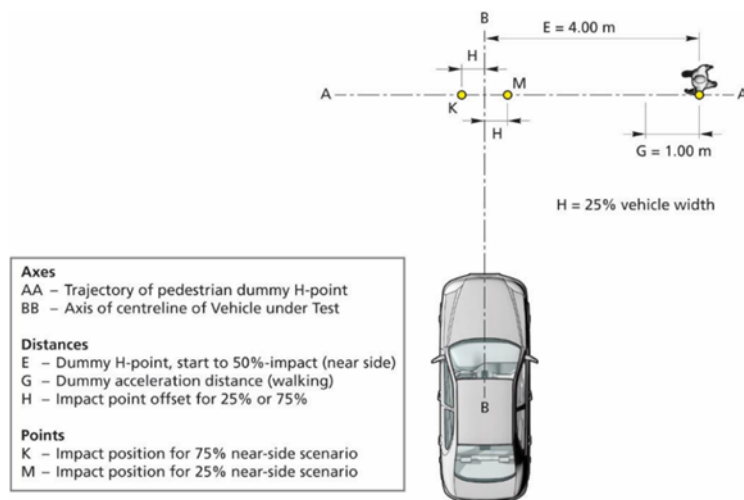 B
E = 4.00 m
H
A
K
M
A
H
G = 1.00 m
H = 25% vehicle width
Axes
AA – Trajectory of pedestrian dummy H-point
BB – Axis of centreline of Vehicle under Test
Distances
E – Dummy H-point, start to 50%-impact (near side)
G – Dummy acceleration distance (walking)
H – Impact point offset for 25% or 75%
Points
K – Impact position for 75% near-side scenario
M – Impact position for 25% near-side scenario
B